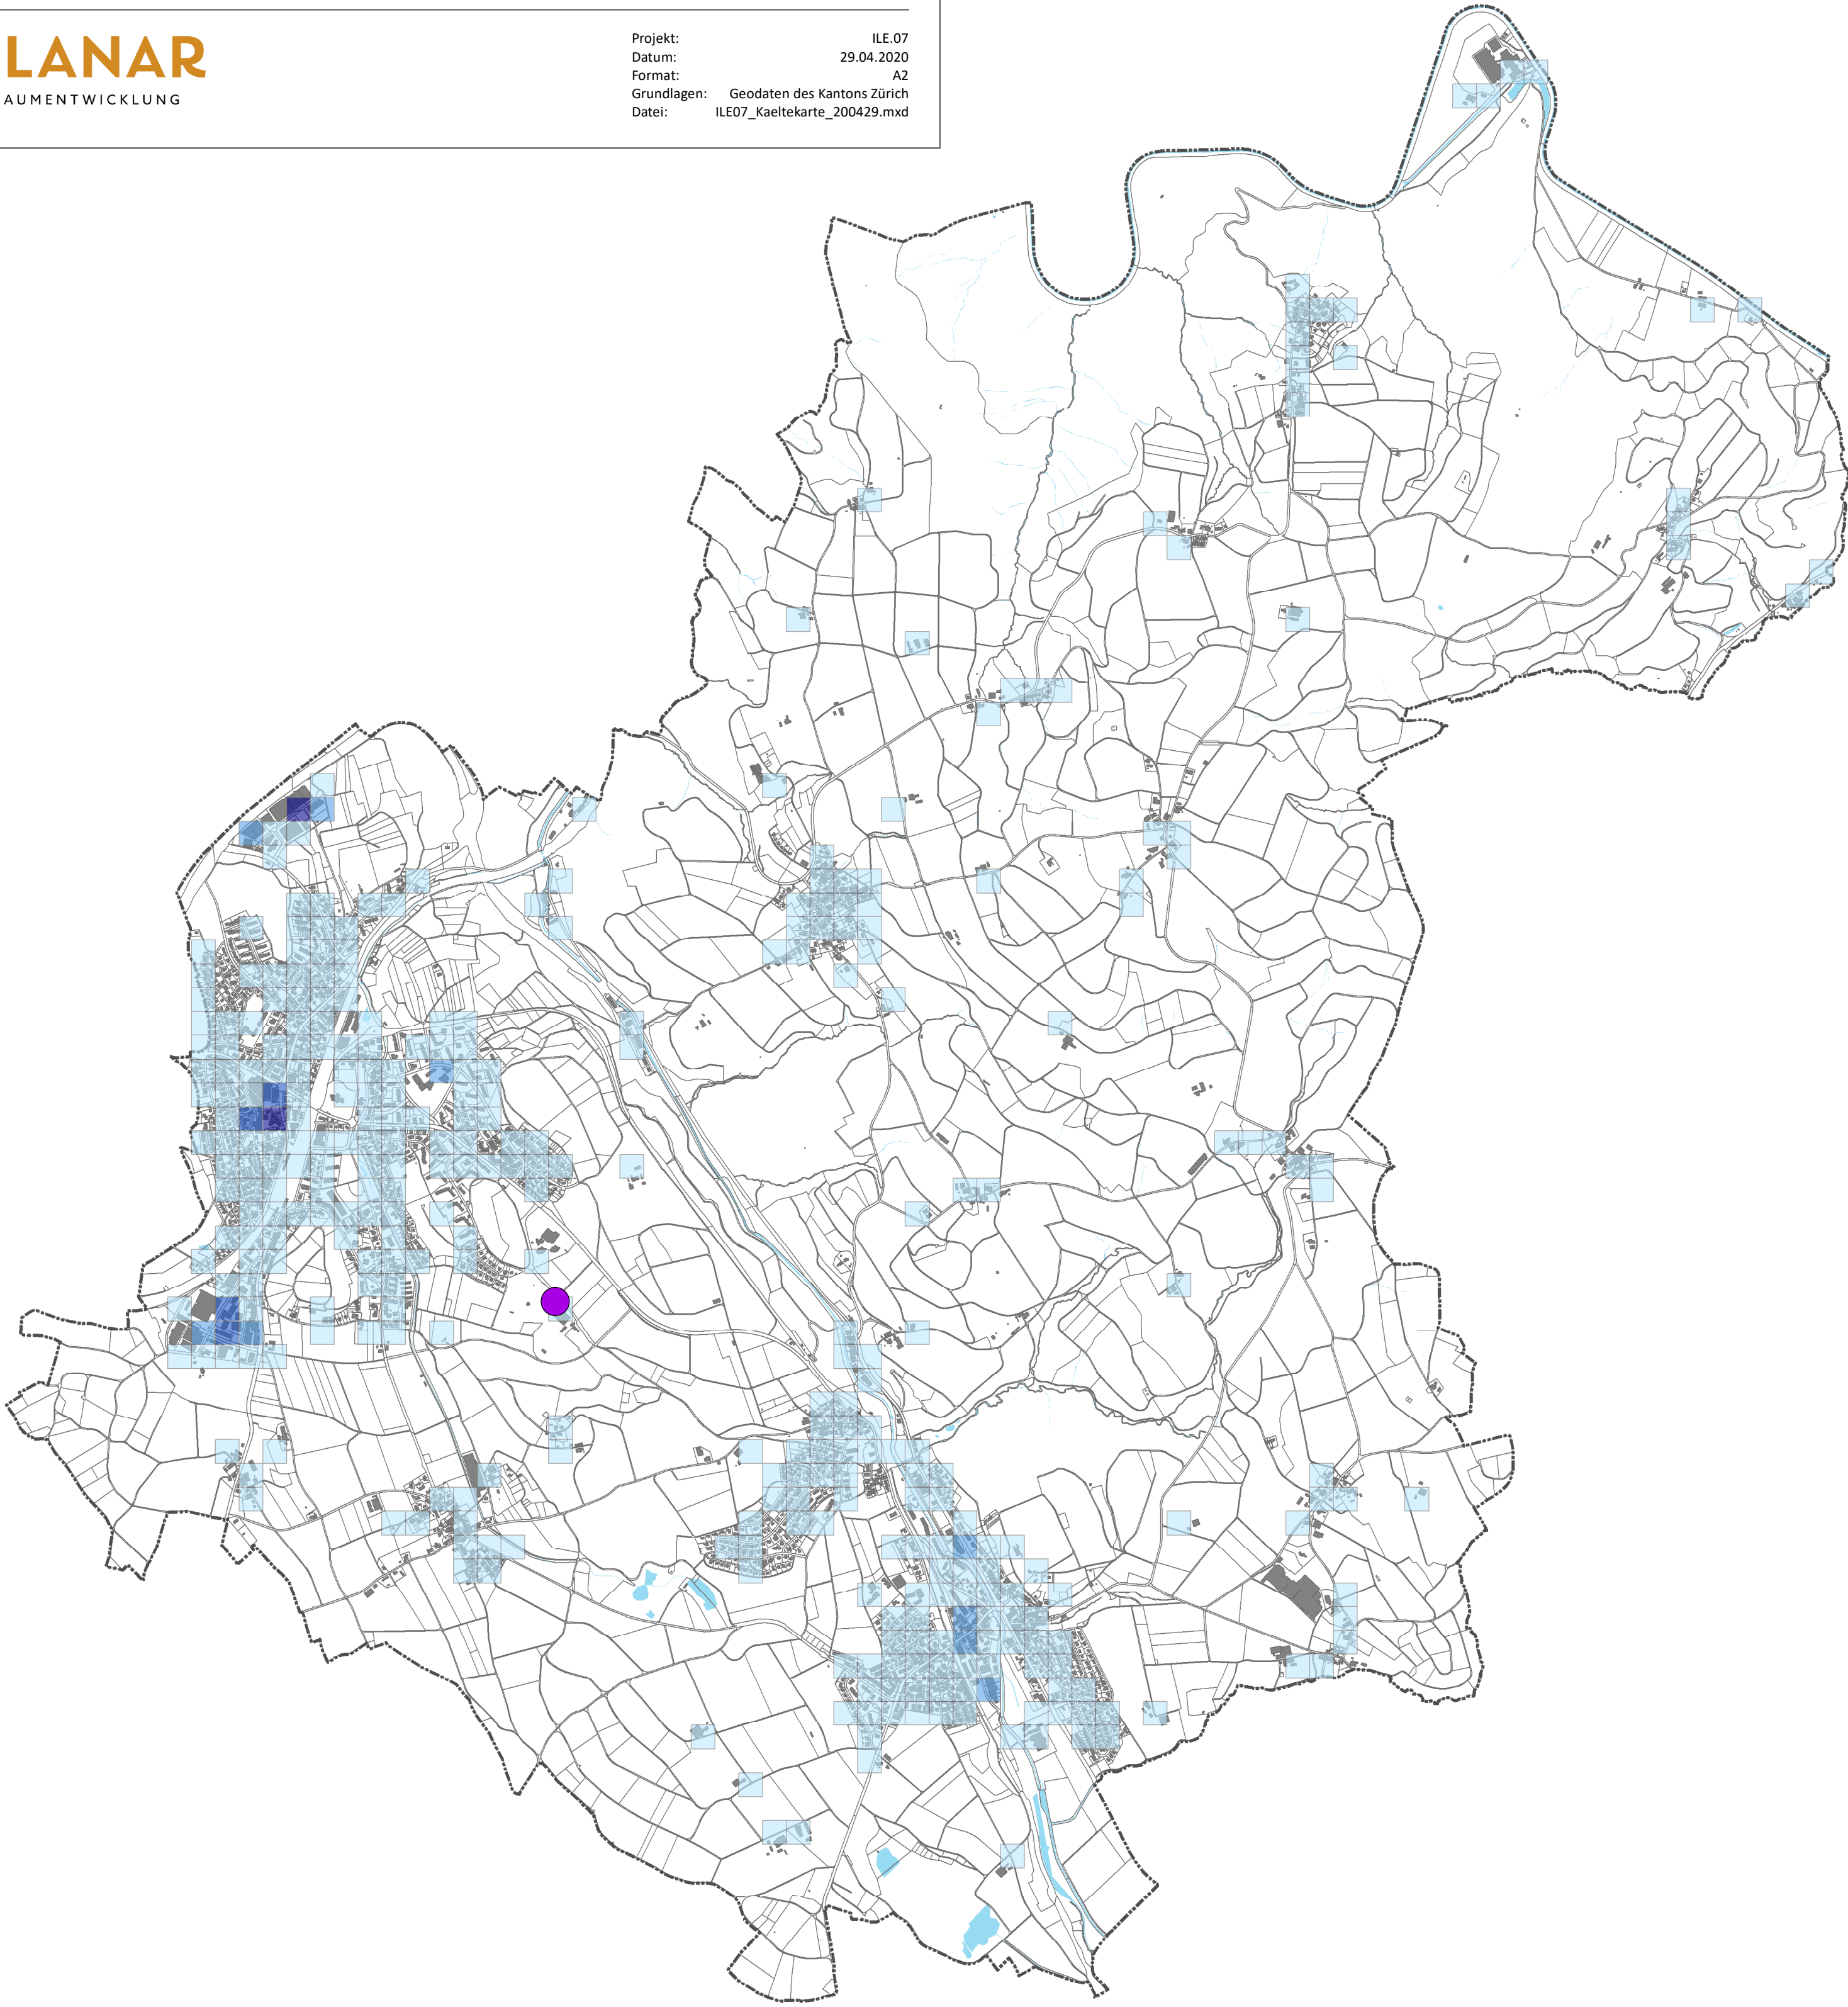 LANAR
AUMENTWICKLUNG
Projekt: ILE.07
Datum: 29.04.2020
Format: A2
Grundlagen: Geodaten des Kantons Zürich
Datei: ILE07_Kaeltekarte_200429.mxd